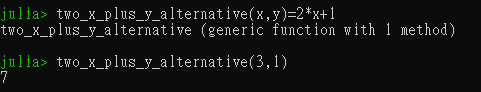 julia> two_x_plus_y_alternative(x,y)=2*x+1
two_x_plus_y_alternative (generic function with 1 method)
julia> two_x_plus_y_alternative(3,1)
7